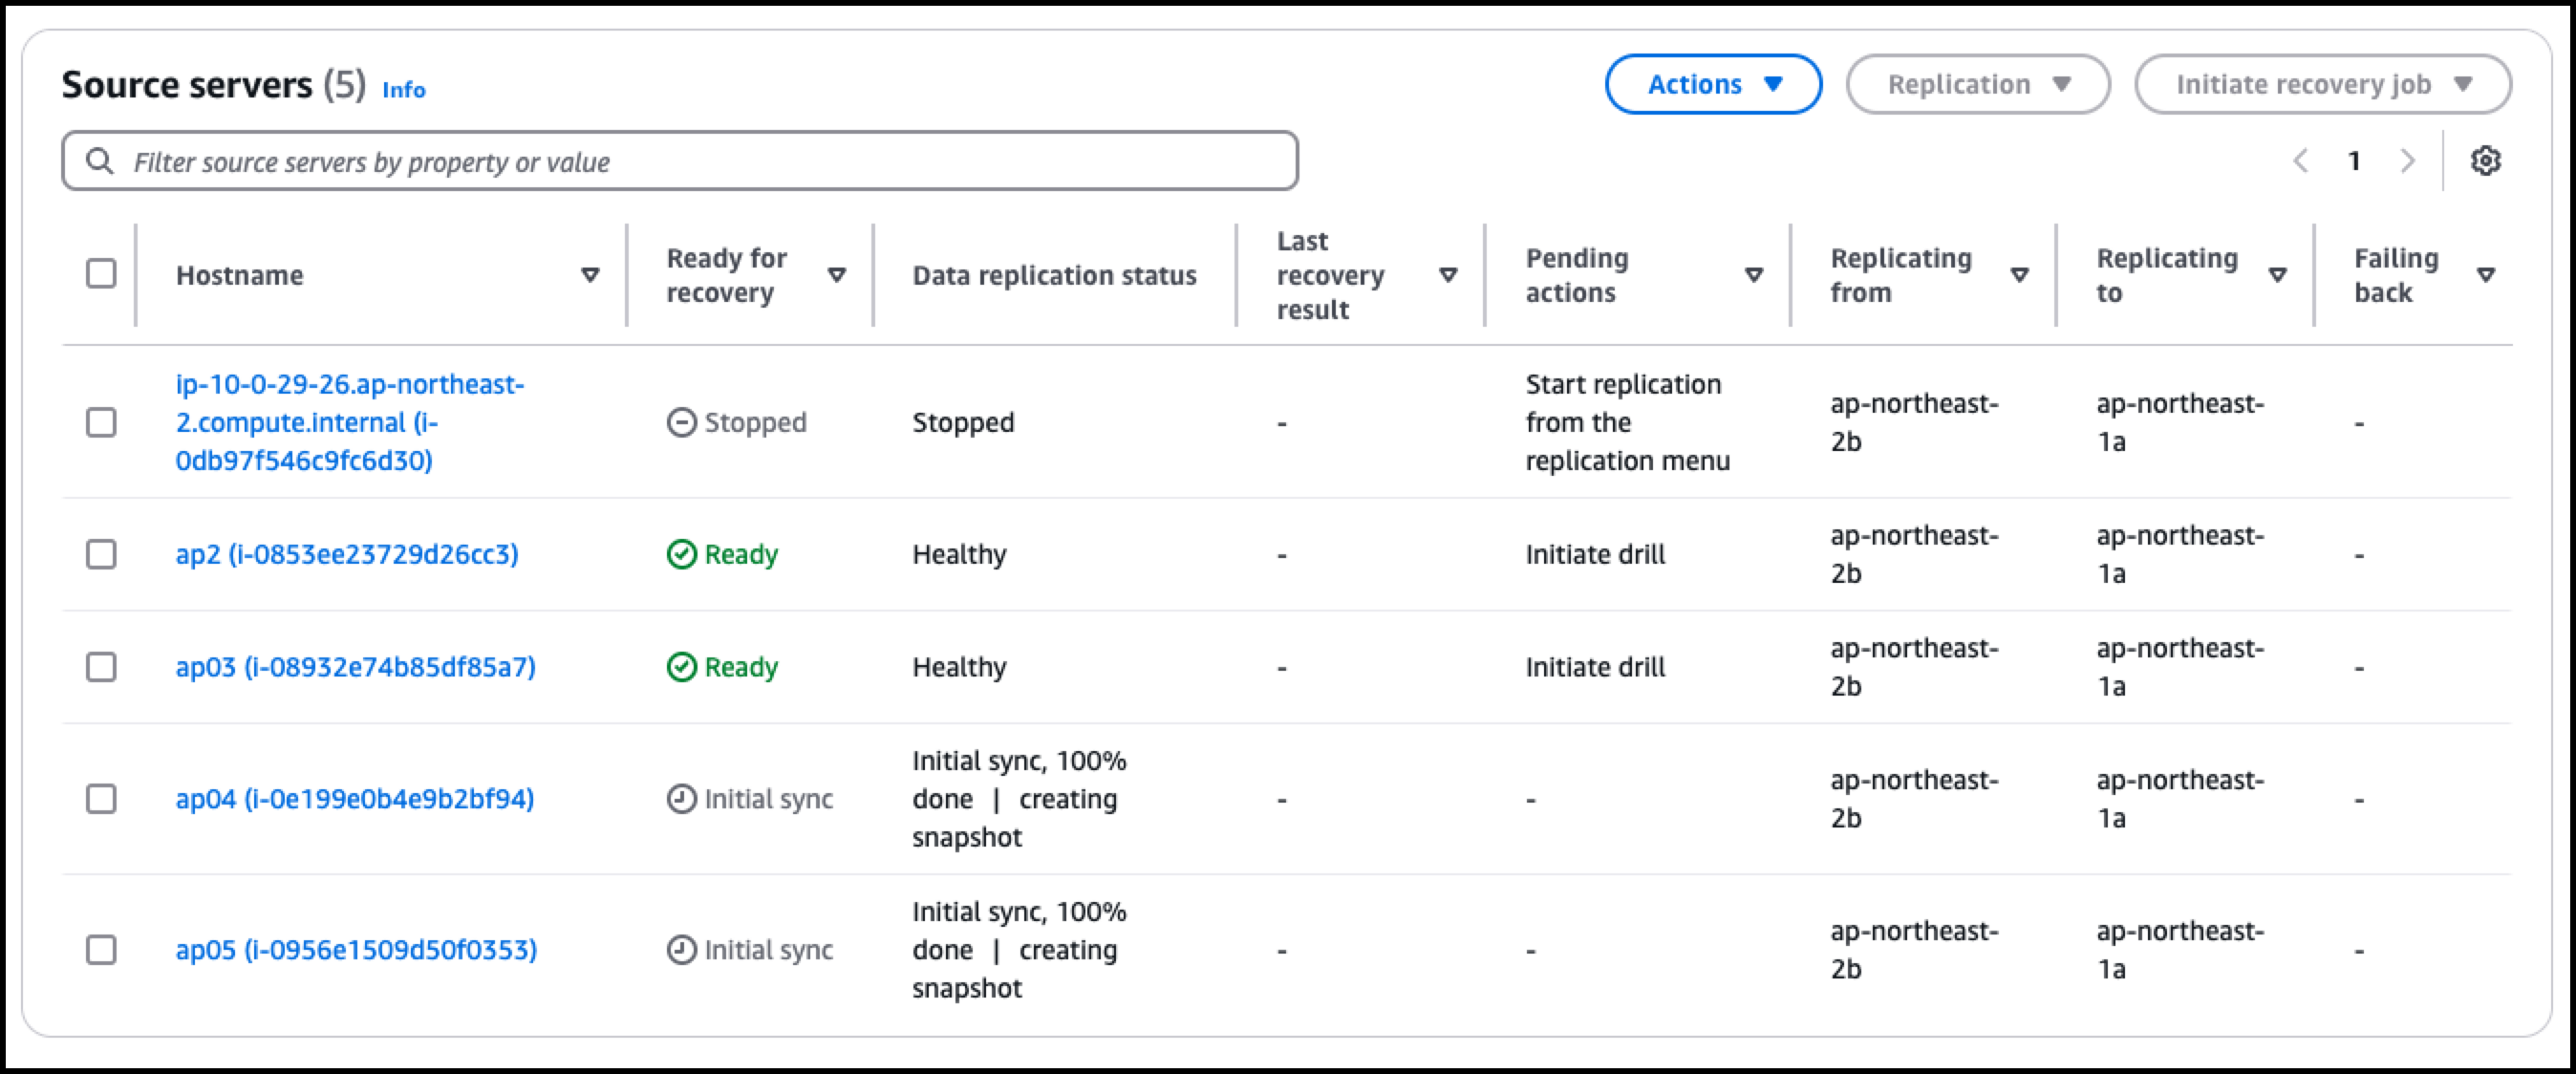 Source servers (5) Info
Actions
Replication
Initiate recovery job
Filter source servers by property or value
1
Hostname
Ready for
recovery
Data replication status
Last
recovery
result
Pending
actions
Replicating
from
Replicating
to
Failing
back
ip-10-0-29-26.ap-northeast-
2.compute.internal (i-
0db97f546c9fc6d30)
Stopped
Stopped
-
Start replication
from the
replication menu
ap-northeast-
2b
ap-northeast-
1a
-
ap2 (i-0853ee23729d26cc3)
Ready
Healthy
-
Initiate drill
ap-northeast-
2b
ap-northeast-
1a
-
ap03 (i-08932e74b85df85a7)
Ready
Healthy
-
Initiate drill
ap-northeast-
2b
ap-northeast-
1a
-
ap04 (i-0e199e0b4e9b2bf94)
Initial sync
Initial sync, 100%
done | creating
snapshot
-
-
ap-northeast-
2b
ap-northeast-
1a
-
ap05 (i-0956e1509d50f0353)
Initial sync
Initial sync, 100%
done | creating
snapshot
-
-
ap-northeast-
2b
ap-northeast-
1a
-